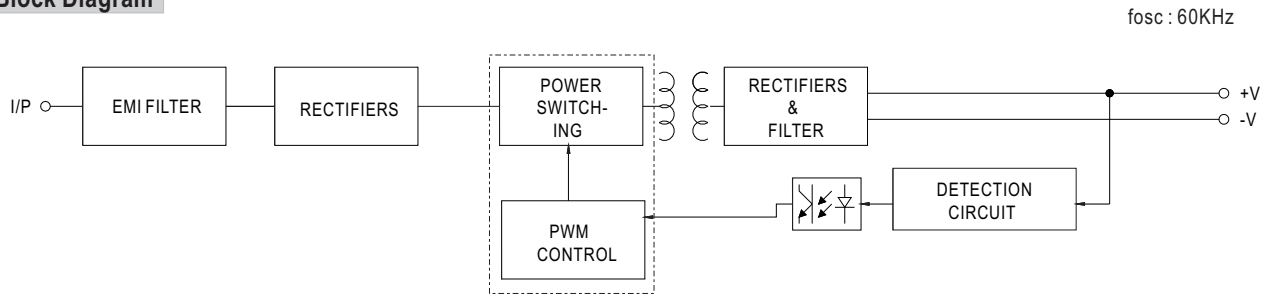 Block Diagram
fosc : 60KHz
I/P
EMI FILTER
RECTIFIERS
POWER
SWITCH-
ING
RECTIFIERS
&
FILTER
+V
-V
PWM
CONTROL
DETECTION
CIRCUIT